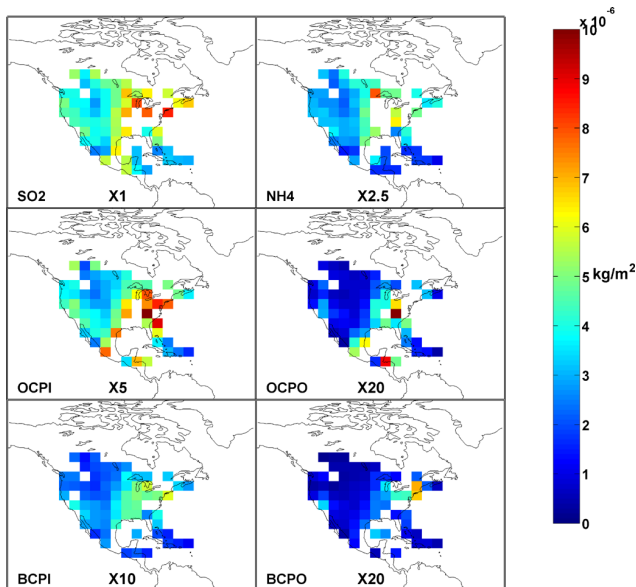 x 10-6
10
9
8
7
6
kg/m2
5
4
3
2
1
0
SO2 X1
NH4 X2.5
OCPI X5
OCPO X20
BCPI X10
BCPO X20